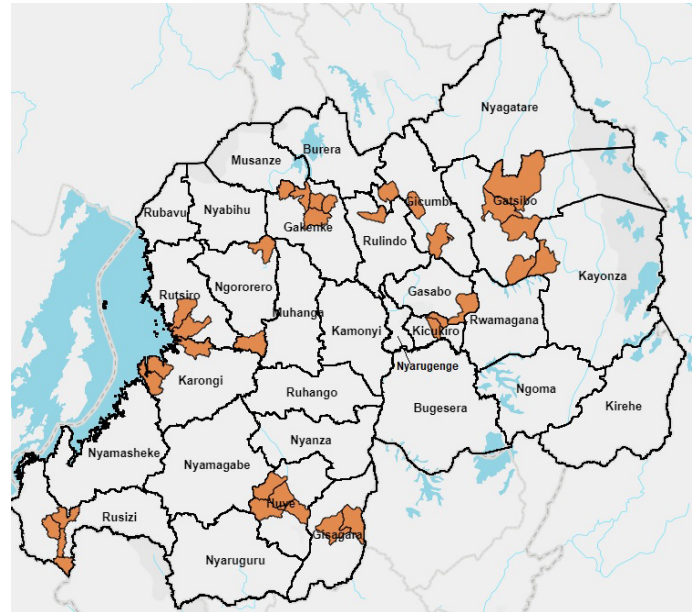 Nyagatare
Burera
Musanze
Gatsibo
Gicumbi
Rubavu
Nyabihu
Gakenke
Rulindo
Kayonza
Gasabo
Ngororero
Rutsiro
Muhanga
Kamonyi
Kicukiro
Rwamagana
Nyarugenge
Karongi
Ruhango
Ngoma
Bugesera
Kirehe
Nyanza
Nyamasheke
Nyamagabe
Huye
Rusizi
Gisagara
Nyaruguru